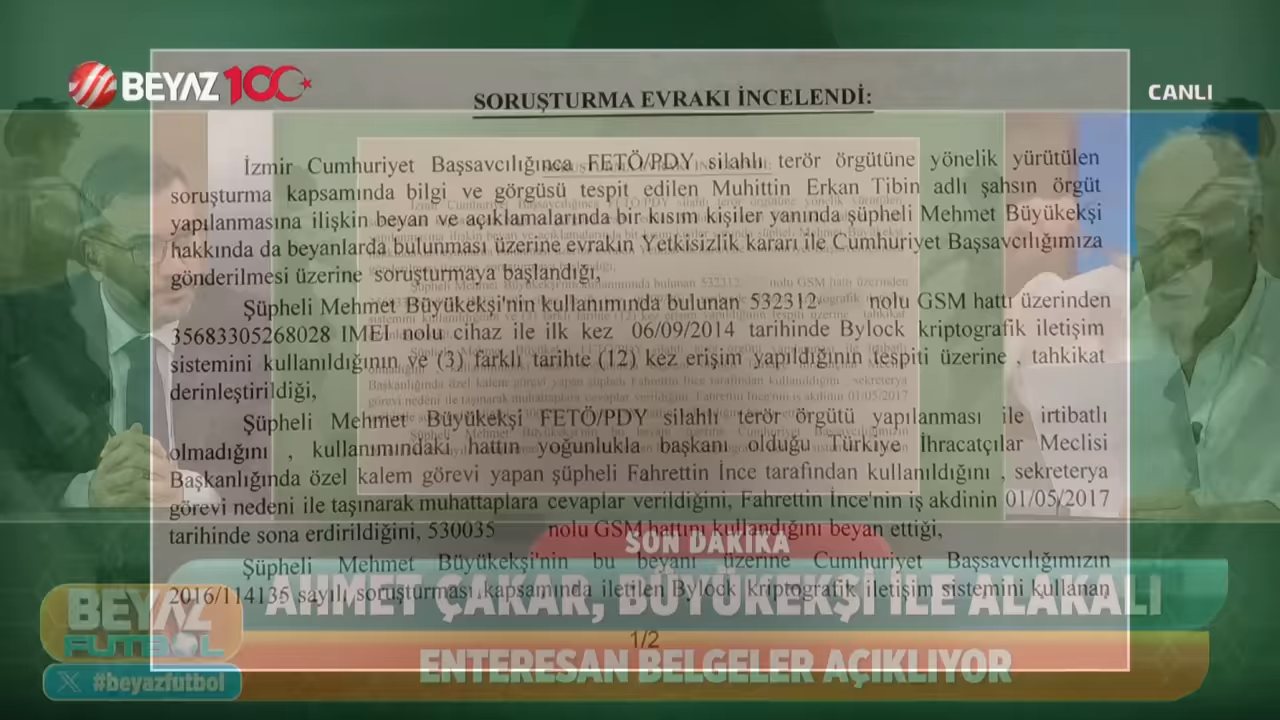 BEYAZ 100
CANLI
SORUŞTURMA EVRAKI İNCELENDİ:
İzmir Cumhuriyet Başsavcılığınca FETÖ/PDY silahlı terör örgütüne yönelik yürütülen
soruşturma kapsamında bilgi ve görgüsü tespit edilen Muhittin Erkan Tibin adlı şahsın örgüt
yapılanmasına ilişkin beyan ve açıklamalarında bir kısım kişiler yanında şüpheli Mehmet Büyükekşi
hakkında da beyanlarda bulunması üzerine evrakın Yetkisizlik kararı ile Cumhuriyet Başsavcılığımıza
gönderilmesi üzerine soruşturmaya başlandığı,
Şüpheli Mehmet Büyükekşi'nin kullanımında bulunan 532312 nolu GSM hattı üzerinden
35683305268028 IMEI nolu cihaz ile ilk kez 06/09/2014 tarihinde Bylock kriptografik iletişim
sistemini kullanıldığının ve (3) farklı tarihte (12) kez erişim yapıldığının tespiti üzerine , tahkikat
derinleştirildiği,
Şüpheli Mehmet Büyükekşi FETÖ/PDY silahlı terör örgütü yapılanması ile irtibatlı
olmadığını , kullanımındaki hattın yoğunlukla başkanı olduğu Türkiye İhracatçılar Meclisi
Başkanlığında özel kalem görevi yapan şüpheli Fahrettin İnce tarafından kullanıldığını , sekreterya
görevi nedeni ile taşınarak muhattaplara cevaplar verildiğini, Fahrettin İnce'nin iş akdinin 01/05/2017
tarihinde sona erdirildiğini, 530035 nolu GSM hattını kullandığını beyan ettiği,
Şüpheli Mehmet Büyükekşi'nin bu beyanı üzerine Cumhuriyet Başsavcılığımızın
2016/114135 sayılı soruşturması kapsamında iletilen Bylock kriptografik iletişim sistemini kullanan
1/2
SON DAKİKA
AHMET ÇAKAR, BÜYÜKEKŞİ İLE ALAKALI
ENTERESAN BELGELER AÇIKLIYOR
BEYAZ
FUTBOL
#beyazfutbol